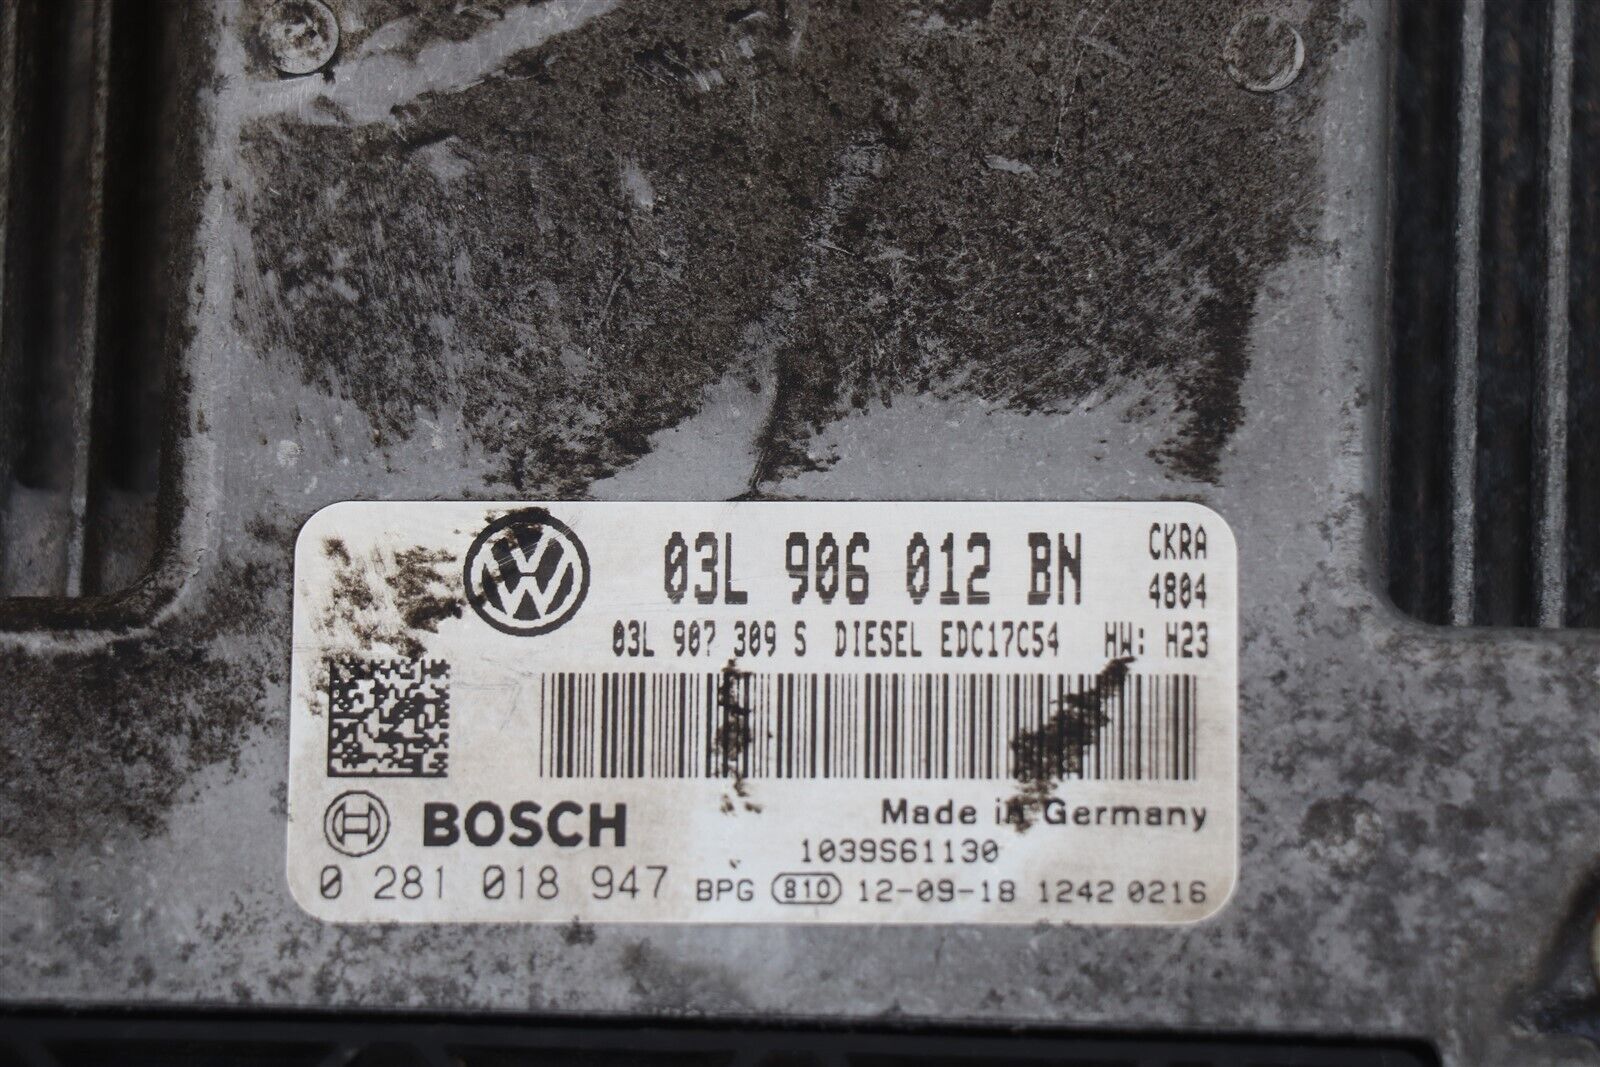 03L 906 012 BN CKRA
4804
03L 907 309 S DIESEL EDC17C54 HW: H23
BOSCH Made in Germany
1039S61130
0 281 018 947 BPG 810 12-09-18 1242 0216